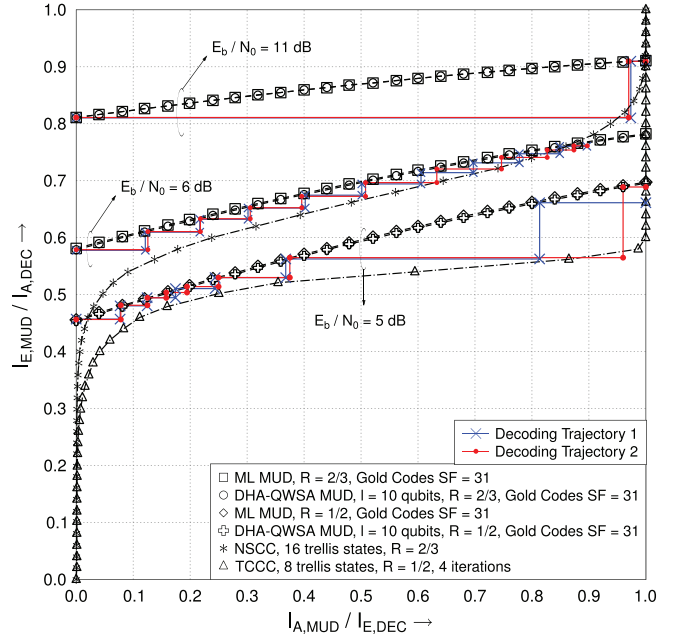 1.0
E_b / N_0 = 11 dB
0.9
0.8
0.7
E_b / N_0 = 6 dB
0.6
0.5
E_b / N_0 = 5 dB
0.4
0.3
0.2
0.1
0.0
I_E,MUD / I_A,DEC →
Decoding Trajectory 1
Decoding Trajectory 2
ML MUD, R = 2/3, Gold Codes SF = 31
DHA-QWSA MUD, l = 10 qubits, R = 2/3, Gold Codes SF = 31
ML MUD, R = 1/2, Gold Codes SF = 31
DHA-QWSA MUD, l = 10 qubits, R = 1/2, Gold Codes SF = 31
NSCC, 16 trellis states, R = 2/3
TCCC, 8 trellis states, R = 1/2, 4 iterations
0.0 0.1 0.2 0.3 0.4 0.5 0.6 0.7 0.8 0.9 1.0
I_A,MUD / I_E,DEC →